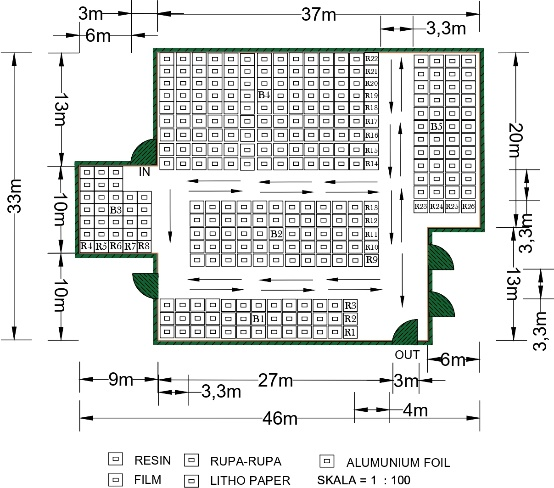 3m 37m
6m 3,3m
R22
R21
R20
B4 R19
R18
R17
R16
R15
R14
B5
R23 R24 R25 R26
13m
33m
10m
10m
20m
3,3m
13m
3,3m
IN
B3
R4 R5 R6 R7 R8
R13
R12
B2 R11
R10
R9
R3
B1 R2
R1
OUT
6m
9m 27m 3m
3,3m 4m
46m
RESIN RUPA-RUPA ALUMUNIUM FOIL
FILM LITHO PAPER SKALA = 1 : 100